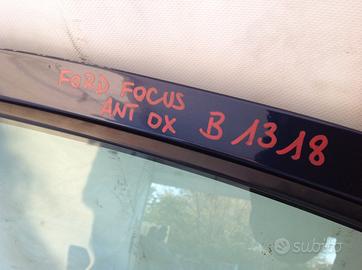 FORD FOCUS
ANT DX B 1318
subito